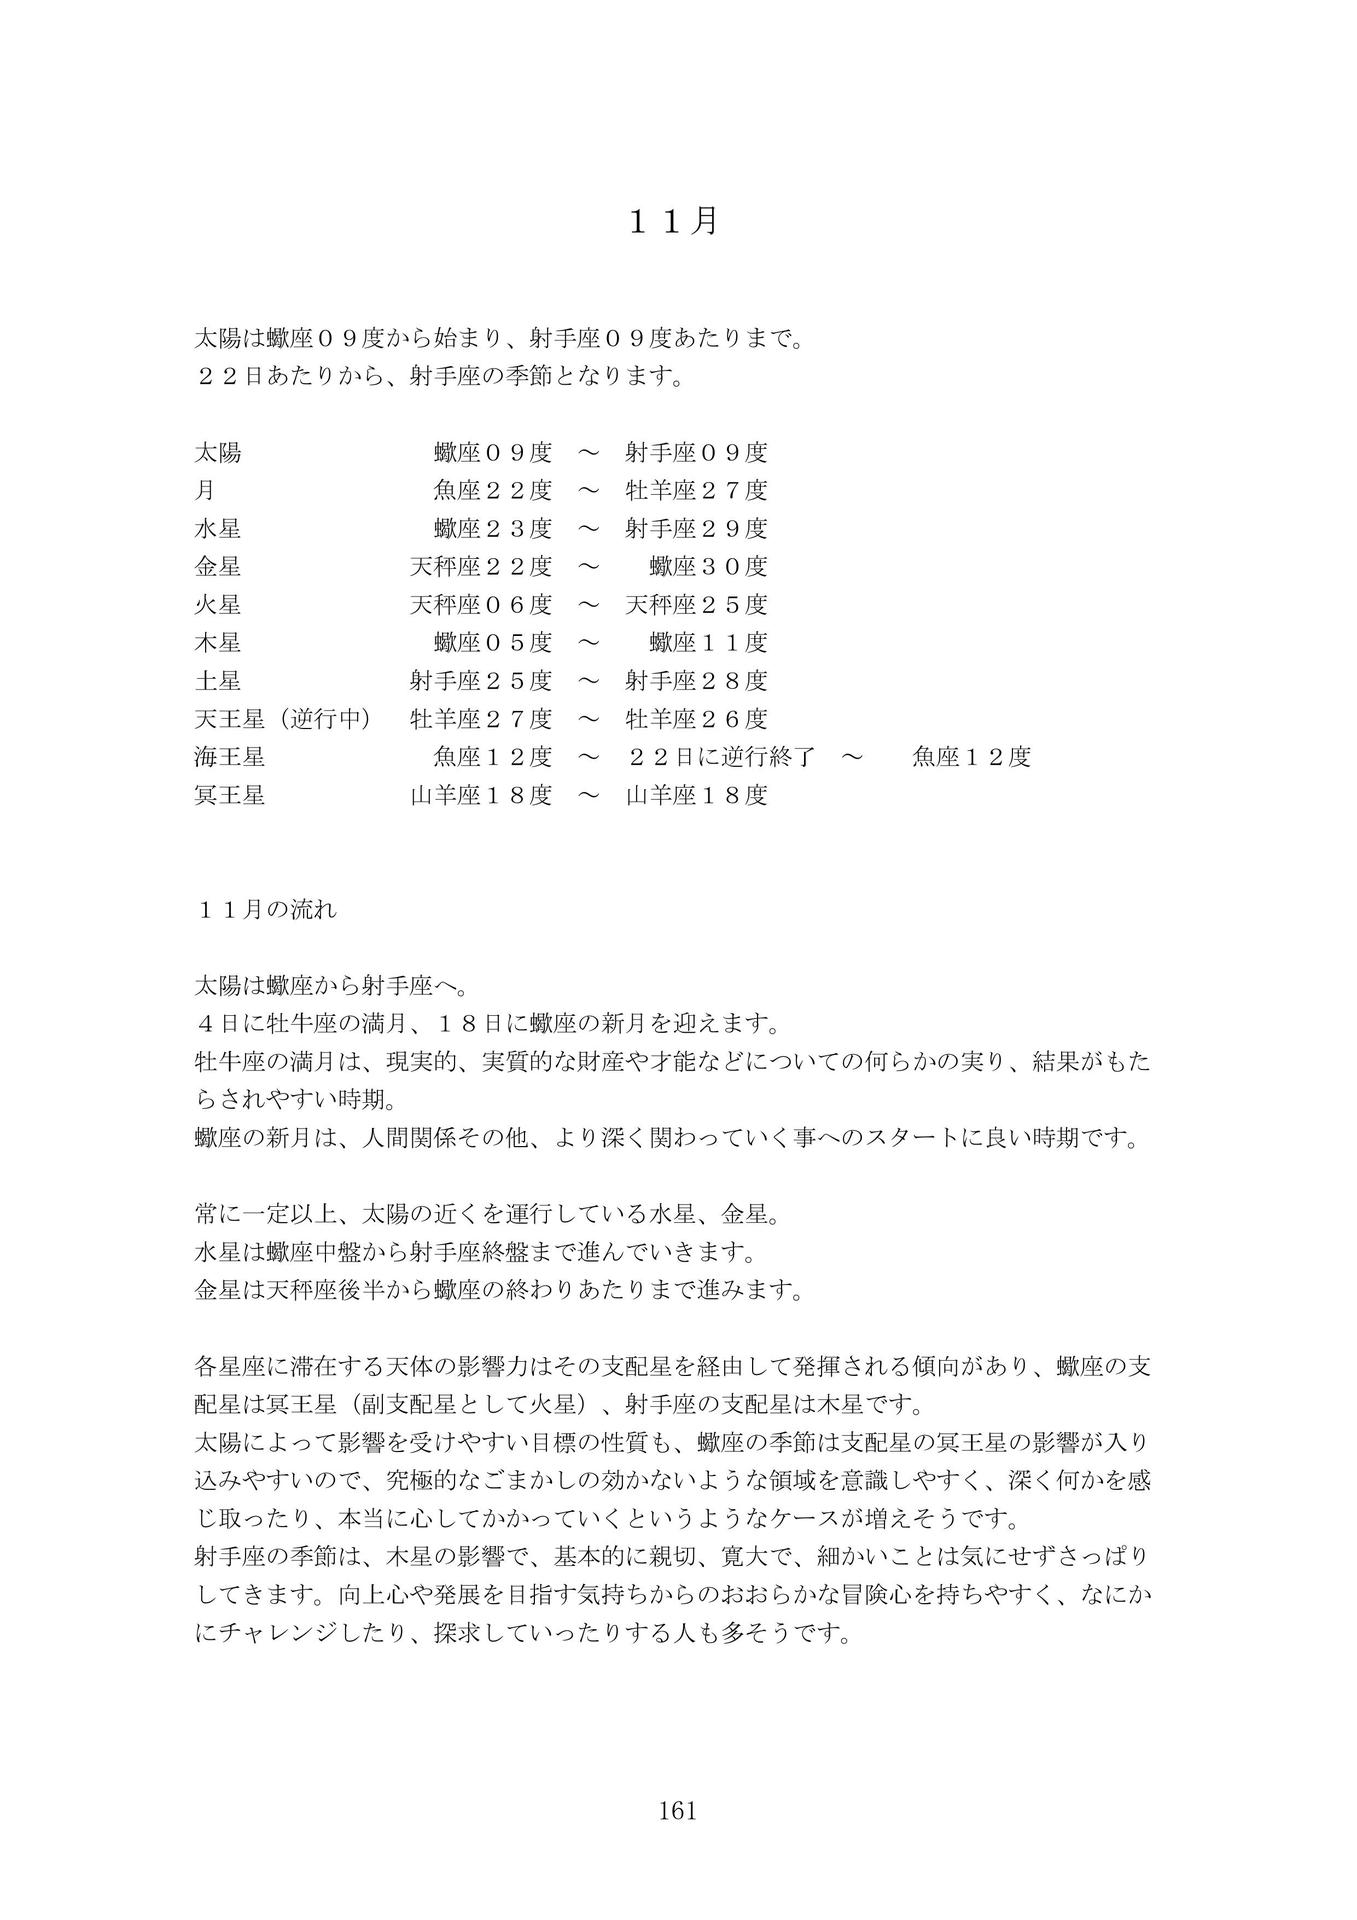 １１月
太陽は蠍座０９度から始まり、射手座０９度あたりまで。
２２日あたりから、射手座の季節となります。
太陽　　　　　　　　蠍座０９度　～　射手座０９度
月　　　　　　　　　魚座２２度　～　牡羊座２７度
水星　　　　　　　　蠍座２３度　～　射手座２９度
金星　　　　　　　天秤座２２度　～　　蠍座３０度
火星　　　　　　　天秤座０６度　～　天秤座２５度
木星　　　　　　　　蠍座０５度　～　　蠍座１１度
土星　　　　　　　射手座２５度　～　射手座２８度
天王星（逆行中）　牡羊座２７度　～　牡羊座２６度
海王星　　　　　　　魚座１２度　～　２２日に逆行終了　～　　魚座１２度
冥王星　　　　　　山羊座１８度　～　山羊座１８度
１１月の流れ
太陽は蠍座から射手座へ。
４日に牡牛座の満月、１８日に蠍座の新月を迎えます。
牡牛座の満月は、現実的、実質的な財産や才能などについての何らかの実り、結果がもた
らされやすい時期。
蠍座の新月は、人間関係その他、より深く関わっていく事へのスタートに良い時期です。
常に一定以上、太陽の近くを運行している水星、金星。
水星は蠍座中盤から射手座終盤まで進んでいきます。
金星は天秤座後半から蠍座の終わりあたりまで進みます。
各星座に滞在する天体の影響力はその支配星を経由して発揮される傾向があり、蠍座の支
配星は冥王星（副支配星として火星）、射手座の支配星は木星です。
太陽によって影響を受けやすい目標の性質も、蠍座の季節は支配星の冥王星の影響が入り
込みやすいので、究極的なごまかしの効かないような領域を意識しやすく、深く何かを感
じ取ったり、本当に心してかかっていくというようなケースが増えそうです。
射手座の季節は、木星の影響で、基本的に親切、寛大で、細かいことは気にせずさっぱり
してきます。向上心や発展を目指す気持ちからのおおらかな冒険心を持ちやすく、なにか
にチャレンジしたり、探求していったりする人も多そうです。
161